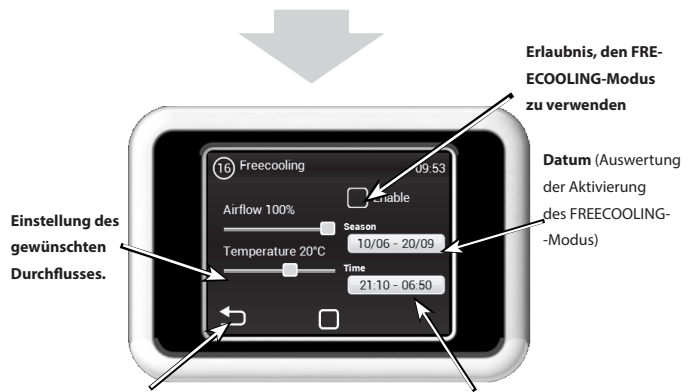 Erlaubnis, den FRE-
ECOOLING-Modus
zu verwenden
16 Freecooling 09:53
Enable
Airflow 100%
Season
10/06 - 20/09
Temperature 20°C
Time
21:10 - 06:50
Datum (Auswertung
der Aktivierung
des FREECOOLING-
-Modus)
Einstellung des
gewünschten
Durchflusses.